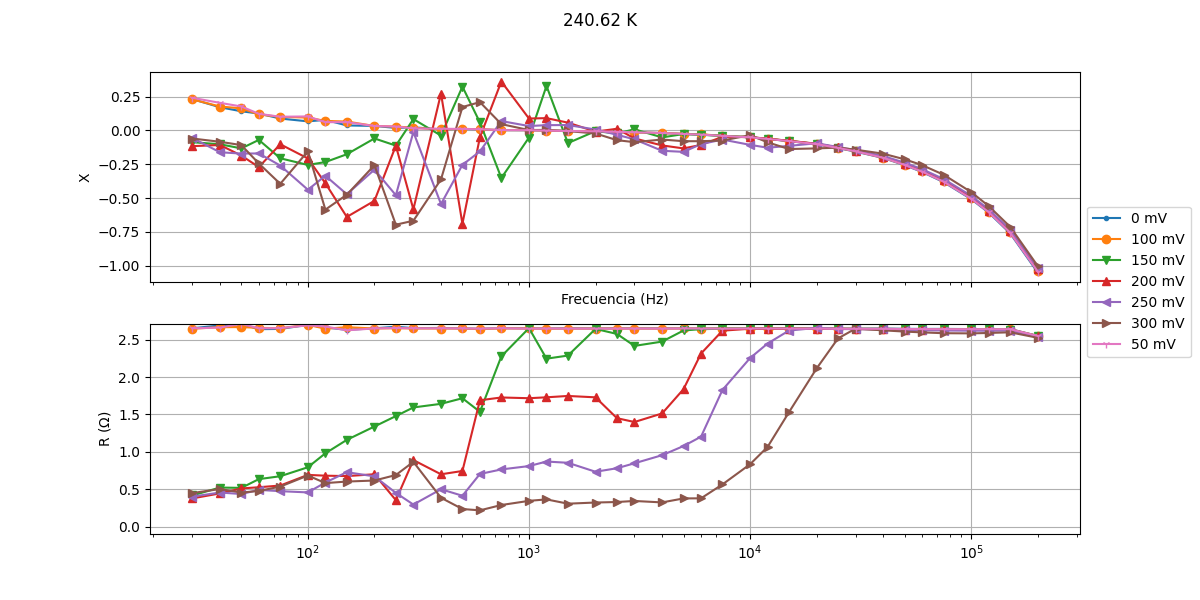 240.62 K
0.25
0.00
−0.25
−0.50
−0.75
−1.00
X
Frecuencia (Hz)
2.5
2.0
1.5
1.0
0.5
0.0
R (Ω)
10²
10³
10⁴
10⁵
0 mV
100 mV
150 mV
200 mV
250 mV
300 mV
50 mV